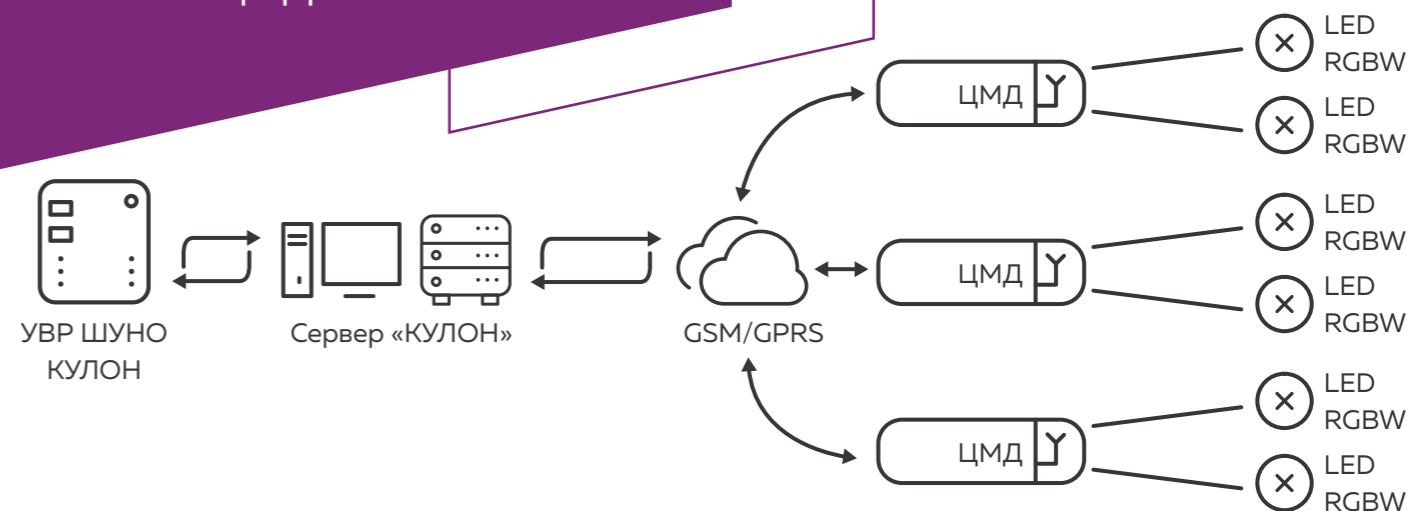 LED
RGBW
ЦМД
LED
RGBW
LED
RGBW
ЦМД
LED
RGBW
УВР ШУНО
КУЛОН
Сервер «КУЛОН»
GSM/GPRS
LED
RGBW
ЦМД
LED
RGBW